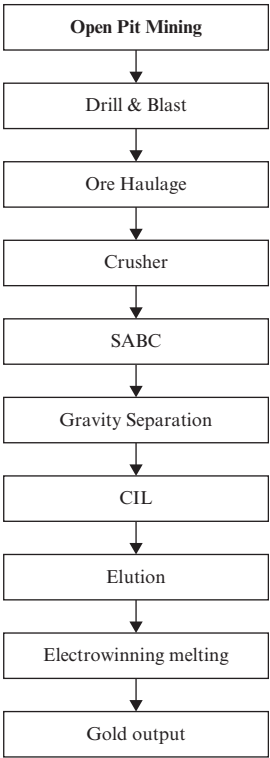 Open Pit Mining
Drill & Blast
Ore Haulage
Crusher
SABC
Gravity Separation
CIL
Elution
Electrowinning melting
Gold output